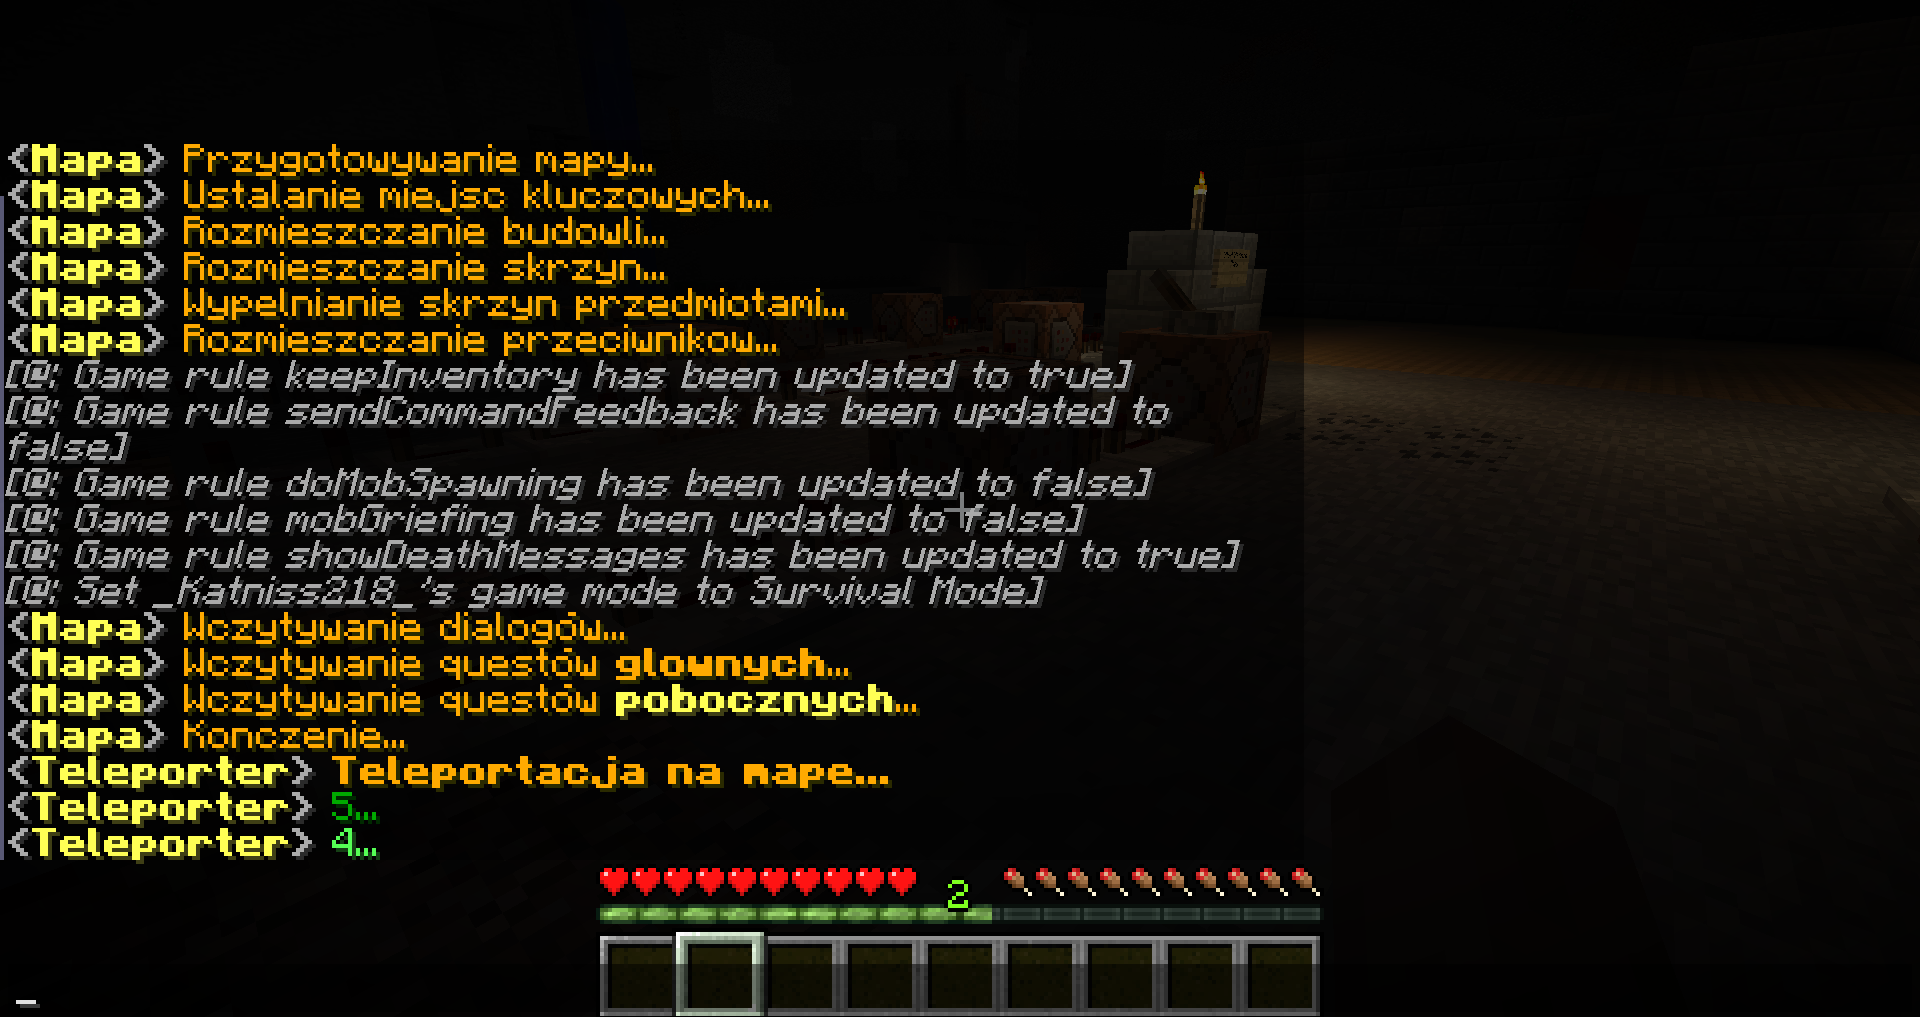 <Mapa> Przygotowywanie mapy...
<Mapa> Ustalanie miejsc kluczowych...
<Mapa> Rozmieszczanie budowli...
<Mapa> Rozmieszczanie skrzyn...
<Mapa> Wypelnianie skrzyn przedmiotami...
<Mapa> Rozmieszczanie przeciwnikow...
[@: Game rule keepInventory has been updated to true]
[@: Game rule sendCommandFeedback has been updated to
false]
[@: Game rule doMobSpawning has been updated to false]
[@: Game rule mobGriefing has been updated to false]
[@: Game rule showDeathMessages has been updated to true]
[@: Set _Katniss218_'s game mode to Survival Mode]
<Mapa> Wczytywanie dialogów...
<Mapa> Wczytywanie questów glownych...
<Mapa> Wczytywanie questów pobocznych...
<Mapa> Konczenie...
<Teleporter> Teleportacja na mape...
<Teleporter> 5...
<Teleporter> 4...
2
_